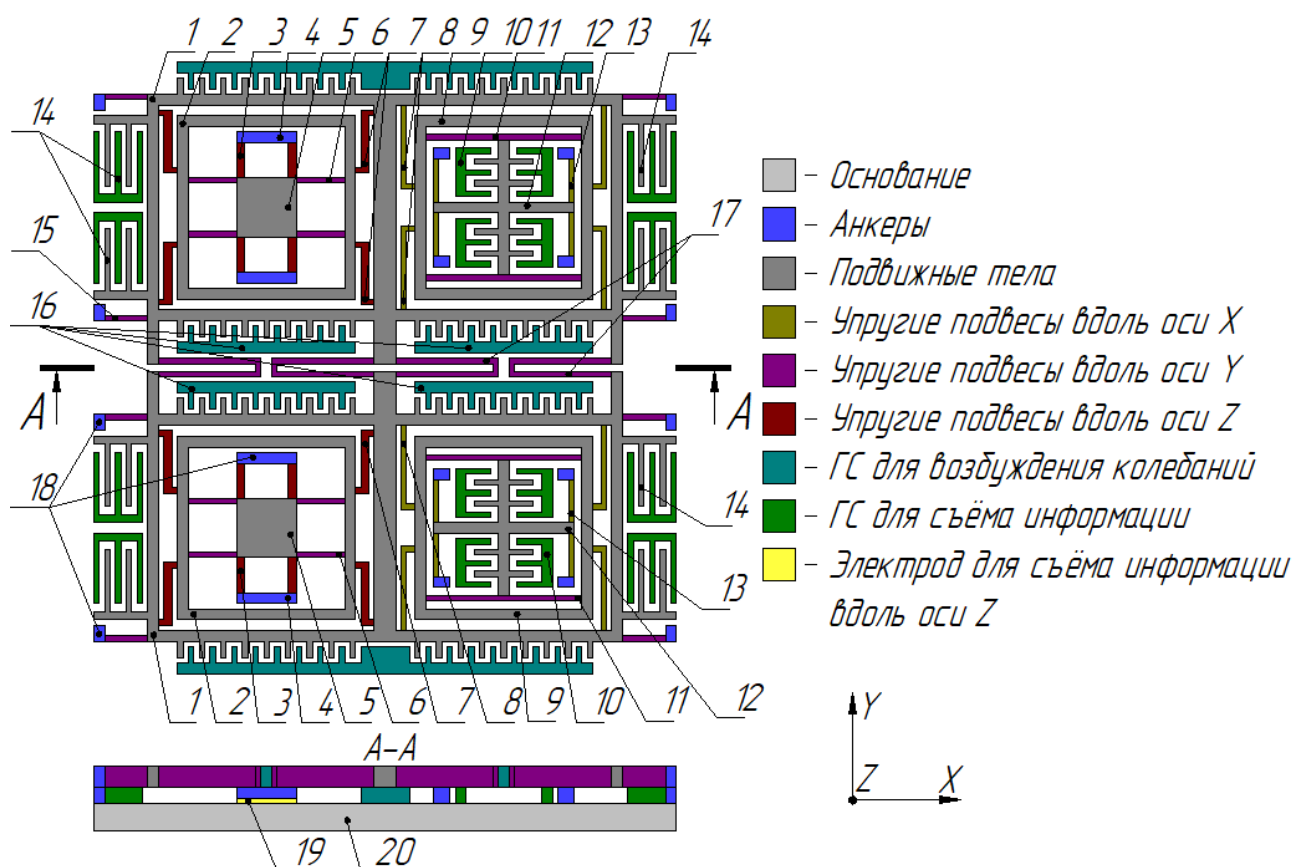 1 2 3 4 5 6 7 8 9 10 11 12 13 14
14
15
16
17
18
14
13
A A
1 2 3 4 5 6 7 8 9 10 11 12
А-А
19 20
– Основание
– Анкеры
– Подвижные тела
– Упругие подвесы вдоль оси X
– Упругие подвесы вдоль оси Y
– Упругие подвесы вдоль оси Z
– ГС для возбуждения колебаний
– ГС для съёма информации
– Электрод для съёма информации
вдоль оси Z
Y
Z X